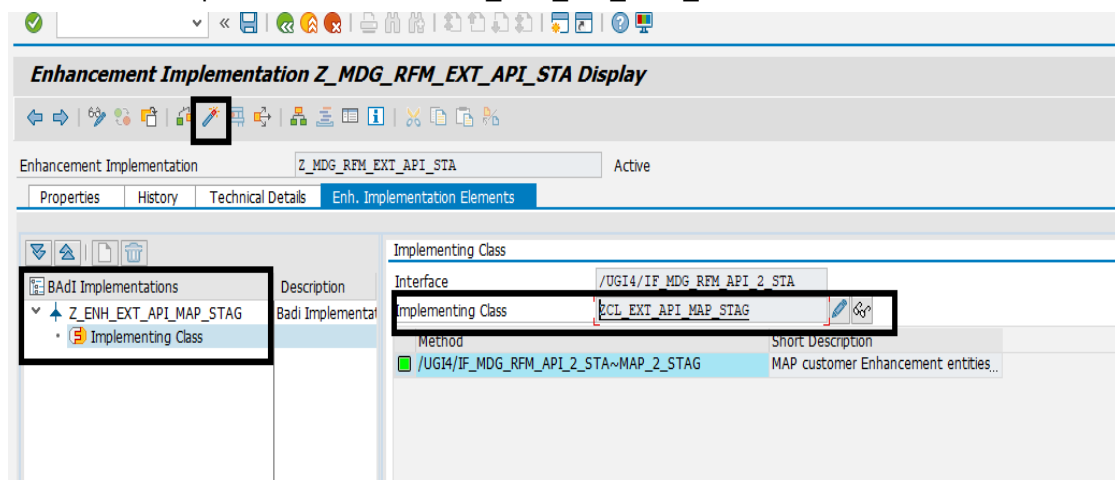 Enhancement Implementation Z_MDG_RFM_EXT_API_STA Display
Enhancement Implementation Z_MDG_RFM_EXT_API_STA Active
Properties History Technical Details Enh. Implementation Elements
Implementing Class
BAdI Implementations Description
Interface /UGI4/IF_MDG_RFM_API_2_STA
Z_ENH_EXT_API_MAP_STAG Badi Implementat
Implementing Class ZCL_EXT_API_MAP_STAG
Implementing Class
Method Short Description
/UGI4/IF_MDG_RFM_API_2_STA~MAP_2_STAG MAP customer Enhancement entities...